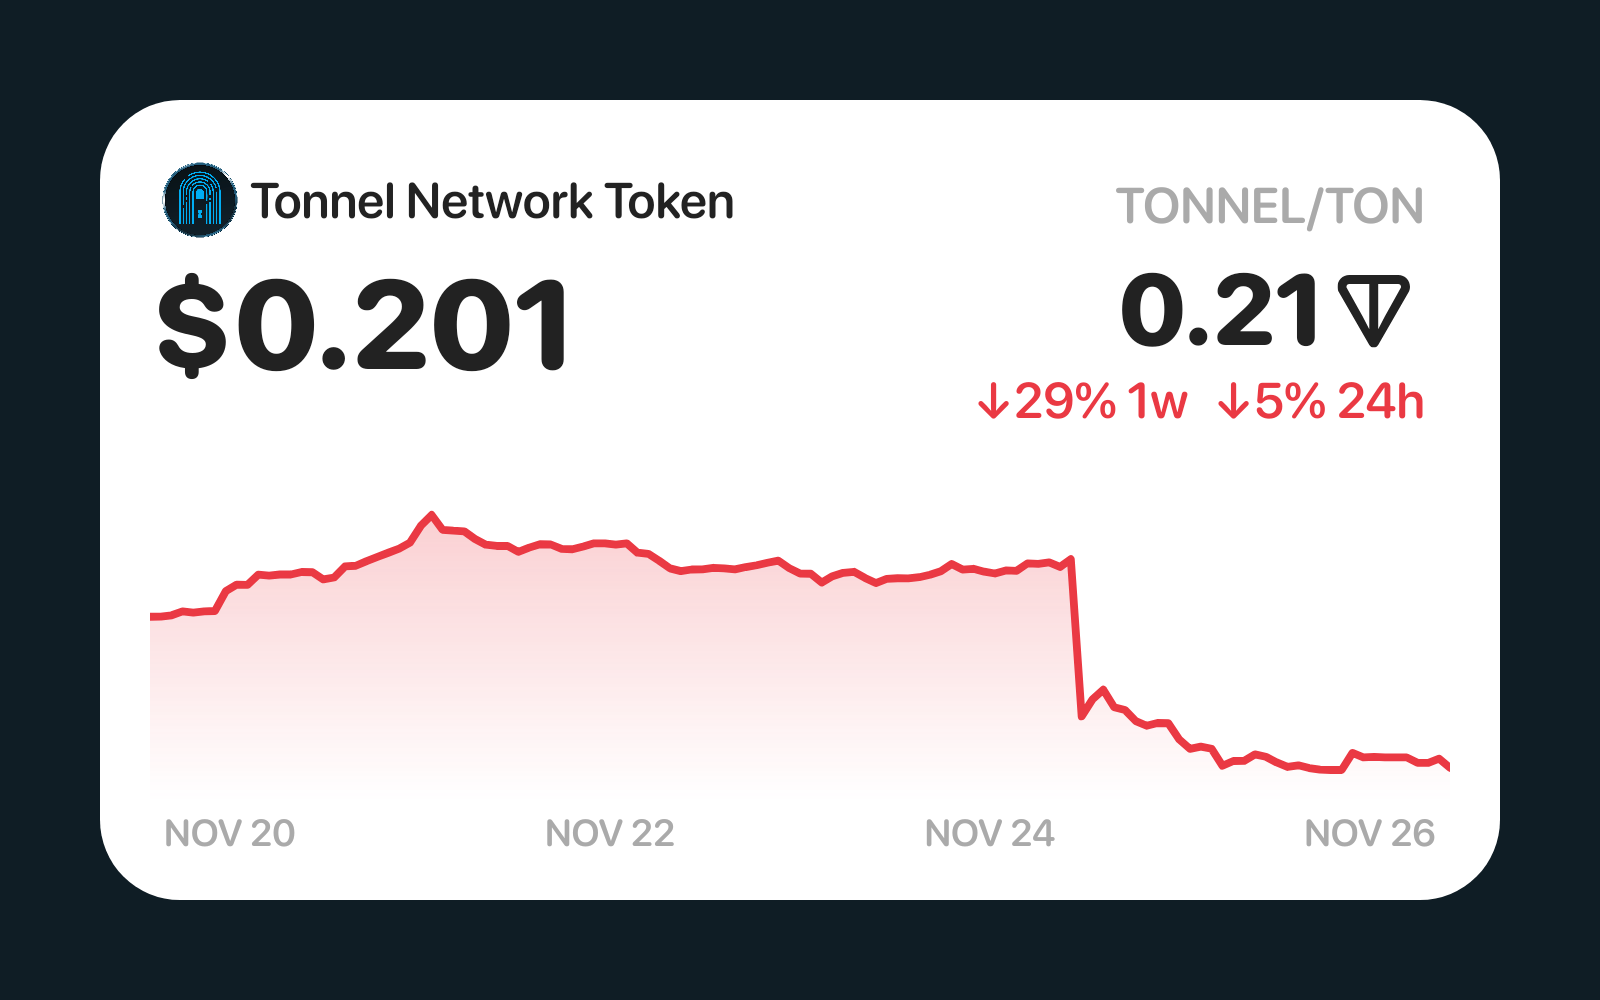 Tonnel Network Token
TONNEL/TON
$0.201
0.21
↓29% 1w ↓5% 24h
NOV 20 NOV 22 NOV 24 NOV 26